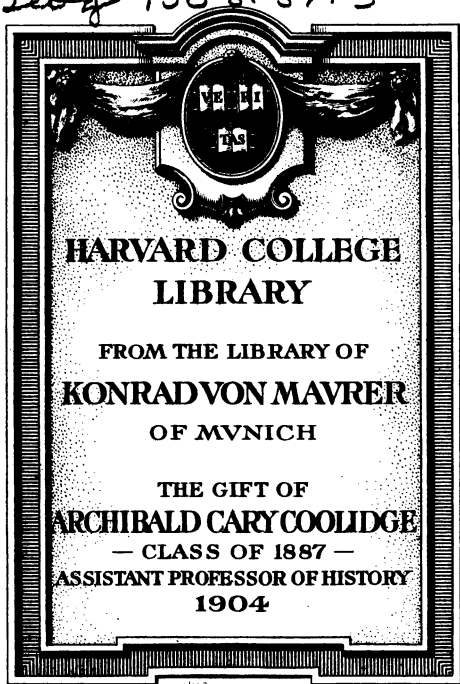 VE RI
TAS
HARVARD COLLEGE
LIBRARY
FROM THE LIBRARY OF
KONRAD VON MAVRER
OF MVNICH
THE GIFT OF
ARCHIBALD CARY COOLIDGE
— CLASS OF 1887 —
ASSISTANT PROFESSOR OF HISTORY
1904